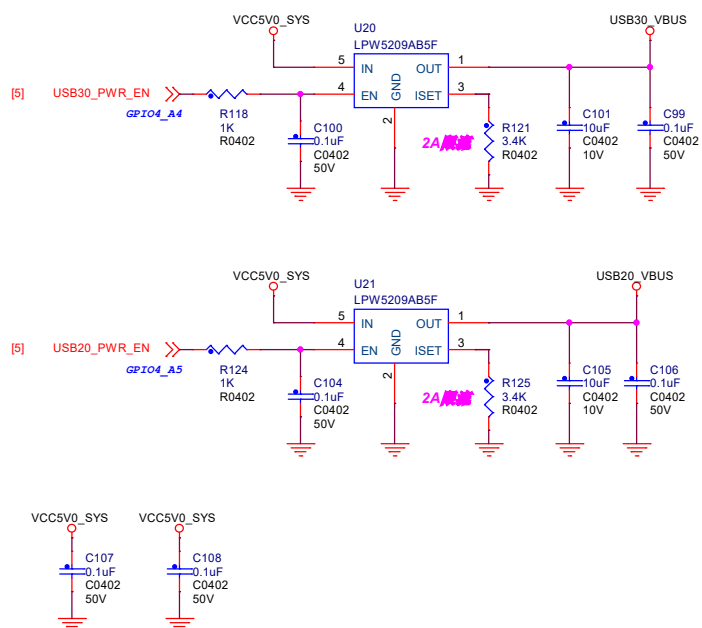 VCC5V0_SYS
USB30_VBUS
U20
LPW5209AB5F
5
IN
OUT
1
[5]
USB30_PWR_EN
4
EN
GND
ISET
3
GPIO4_A4
2
R118
1K
R0402
C100
0.1uF
C0402
50V
2A
R121
3.4K
R0402
C101
10uF
C0402
10V
C99
0.1uF
C0402
50V
VCC5V0_SYS
USB20_VBUS
U21
LPW5209AB5F
5
IN
OUT
1
[5]
USB20_PWR_EN
4
EN
GND
ISET
3
GPIO4_A5
2
R124
1K
R0402
C104
0.1uF
C0402
50V
2A
R125
3.4K
R0402
C105
10uF
C0402
10V
C106
0.1uF
C0402
50V
VCC5V0_SYS
VCC5V0_SYS
C107
0.1uF
C0402
50V
C108
0.1uF
C0402
50V